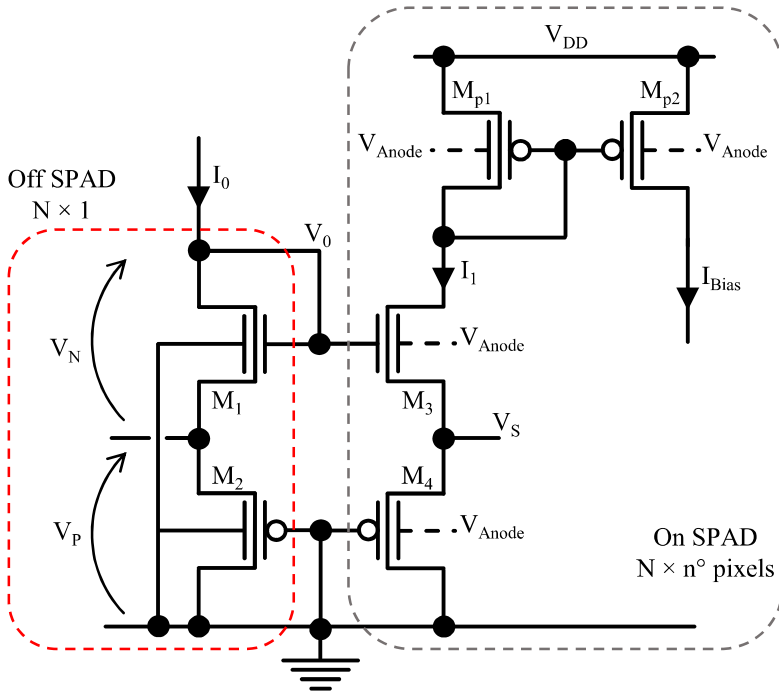 V_DD
M_p1
M_p2
V_Anode
V_Anode
Off SPAD
N × 1
I_0
V_0
I_1
I_Bias
V_N
V_Anode
M_1
M_3
V_S
M_2
M_4
V_P
V_Anode
On SPAD
N × n° pixels